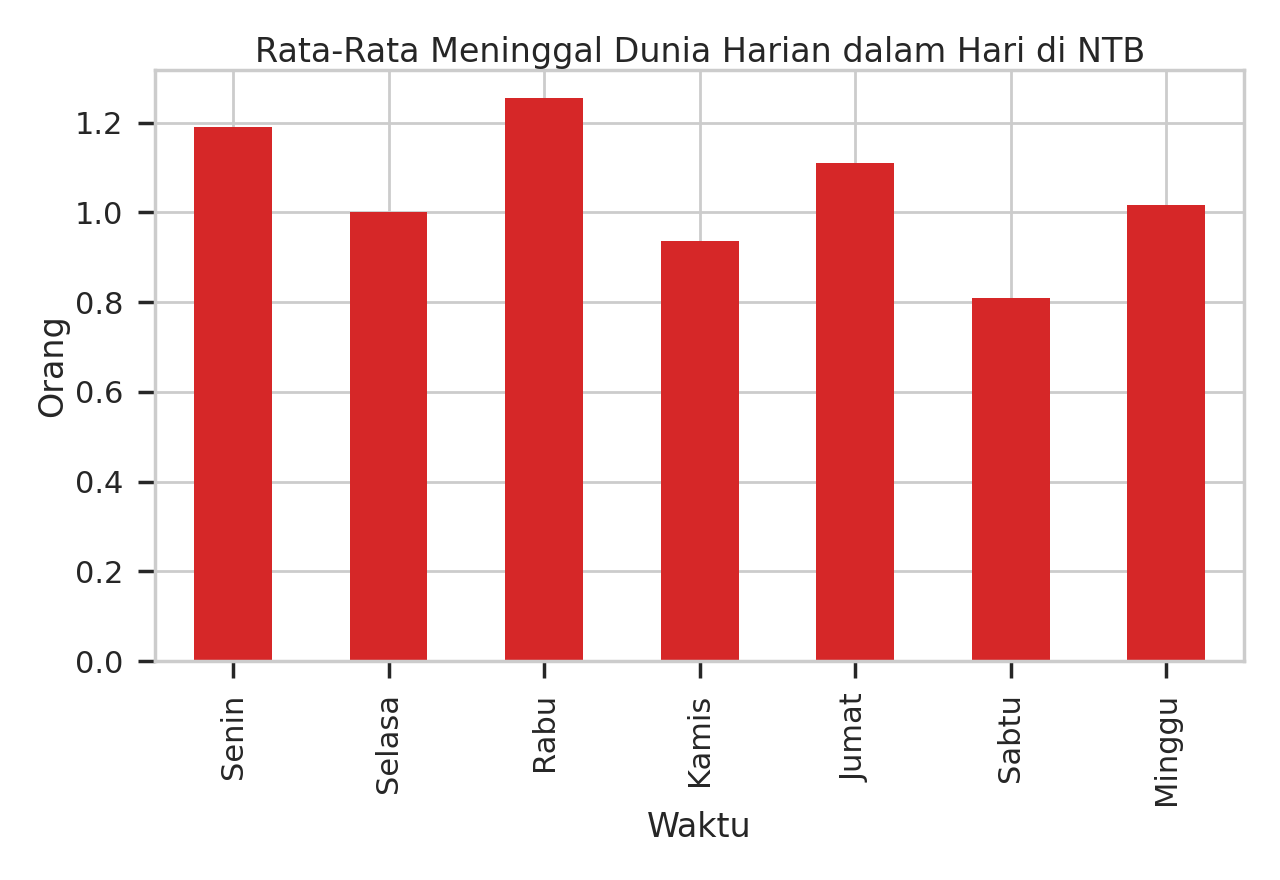 Rata-Rata Meninggal Dunia Harian dalam Hari di NTB
Orang
1.2
1.0
0.8
0.6
0.4
0.2
0.0
Senin
Selasa
Rabu
Kamis
Jumat
Sabtu
Minggu
Waktu